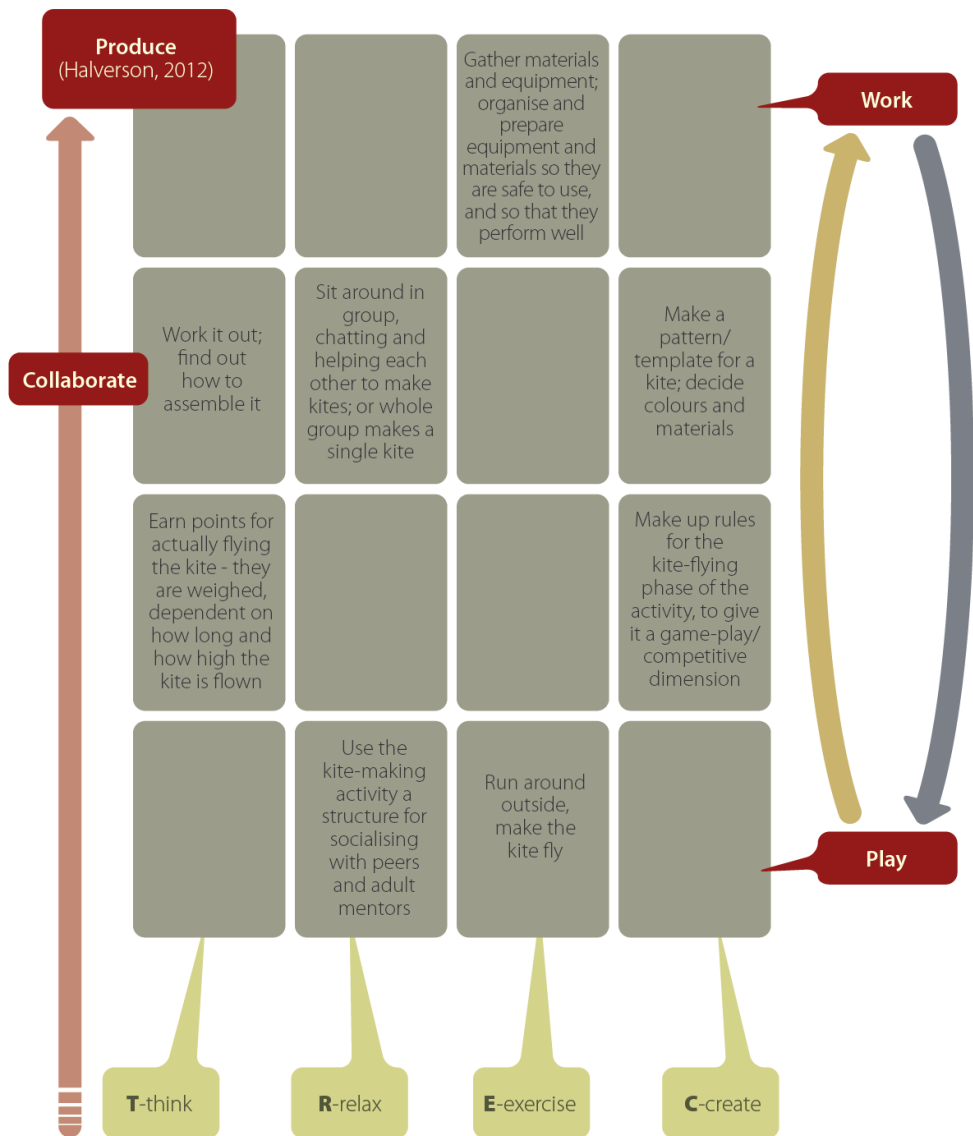 Produce
(Halverson, 2012)
Gather materials
and equipment;
organise and
prepare
equipment and
materials so they
are safe to use,
and so that they
perform well
Work
Collaborate
Work it out;
find out
how to
assemble it
Sit around in
group,
chatting and
helping each
other to make
kites; or whole
group makes a
single kite
Make a
pattern/
template for a
kite; decide
colours and
materials
Earn points for
actually flying
the kite - they
are weighed,
dependent on
how long and
how high the
kite is flown
Make up rules
for the
kite-flying
phase of the
activity, to give
it a game-play/
competitive
dimension
Use the
kite-making
activity a
structure for
socialising
with peers
and adult
mentors
Run around
outside,
make the
kite fly
Play
T-think
R-relax
E-exercise
C-create